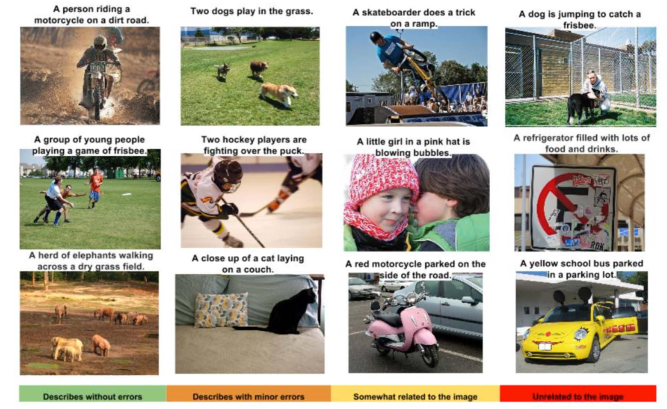 A person riding a
motorcycle on a dirt road.
Two dogs play in the grass.
A skateboarder does a trick
on a ramp.
A dog is jumping to catch a
frisbee.
A group of young people
playing a game of frisbee.
Two hockey players are
fighting over the puck.
A little girl in a pink hat is
blowing bubbles.
A refrigerator filled with lots of
food and drinks.
A herd of elephants walking
across a dry grass field.
A close up of a cat laying
on a couch.
A red motorcycle parked on the
side of the road.
A yellow school bus parked
in a parking lot.
Describes without errors
Describes with minor errors
Somewhat related to the image
Unrelated to the image